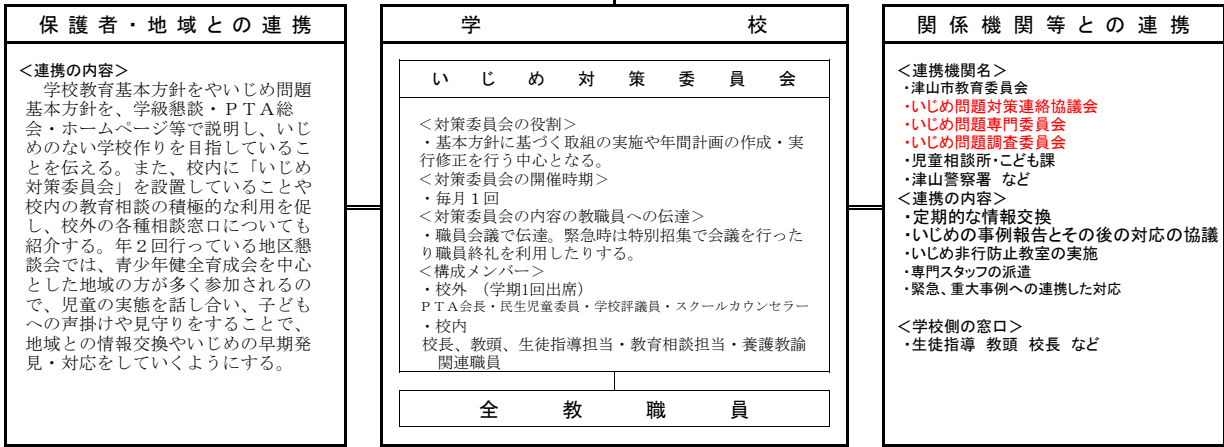 保護者・地域との連携
＜連携の内容＞
学校教育基本方針をやいじめ問題
基本方針を、学級懇談・ＰＴＡ総
会・ホームページ等で説明し、いじ
めのない学校作りを目指しているこ
とを伝える。また、校内に「いじめ
対策委員会」を設置していることや
校内の教育相談の積極的な利用を促
し、校外の各種相談窓口についても
紹介する。年２回行っている地区懇
談会では、青少年健全育成会を中心
とした地域の方が多く参加されるの
で、児童の実態を話し合い、子ども
への声掛けや見守りをすることで、
地域との情報交換やいじめの早期発
見・対応をしていくようにする。
学校
いじめ対策委員会
＜対策委員会の役割＞
・基本方針に基づく取組の実施や年間計画の作成・実
行修正を行う中心となる。
＜対策委員会の開催時期＞
・毎月１回
＜対策委員会の内容の教職員への伝達＞
・職員会議で伝達。緊急時は特別招集で会議を行った
り職員終礼を利用したりする。
＜構成メンバー＞
・校外　（学期1回出席）
ＰＴＡ会長・民生児童委員・学校評議員・スクールカウンセラー
・校内
校長、教頭、生徒指導担当・教育相談担当・養護教諭
関連職員
全教職員
関係機関等との連携
＜連携機関名＞
・津山市教育委員会
・いじめ問題対策連絡協議会
・いじめ問題専門委員会
・いじめ問題調査委員会
・児童相談所・こども課
・津山警察署　など
＜連携の内容＞
・定期的な情報交換
・いじめの事例報告とその後の対応の協議
・いじめ非行防止教室の実施
・専門スタッフの派遣
・緊急、重大事例への連携した対応
＜学校側の窓口＞
・生徒指導　教頭　校長　など